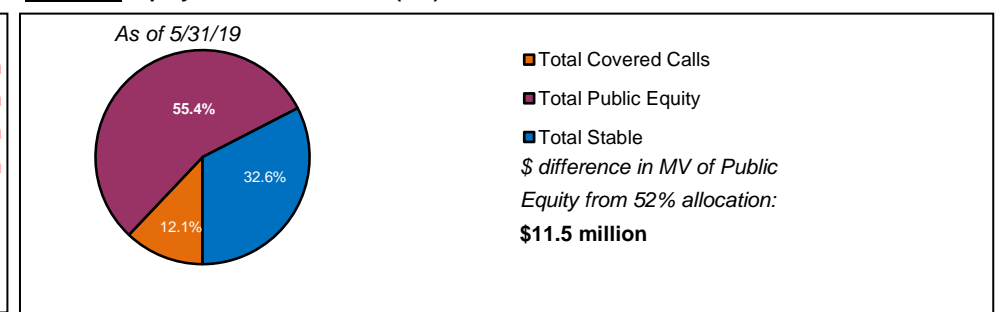 As of 5/31/19
55.4%
32.6%
12.1%
Total Covered Calls
Total Public Equity
Total Stable
$ difference in MV of Public
Equity from 52% allocation:
$11.5 million